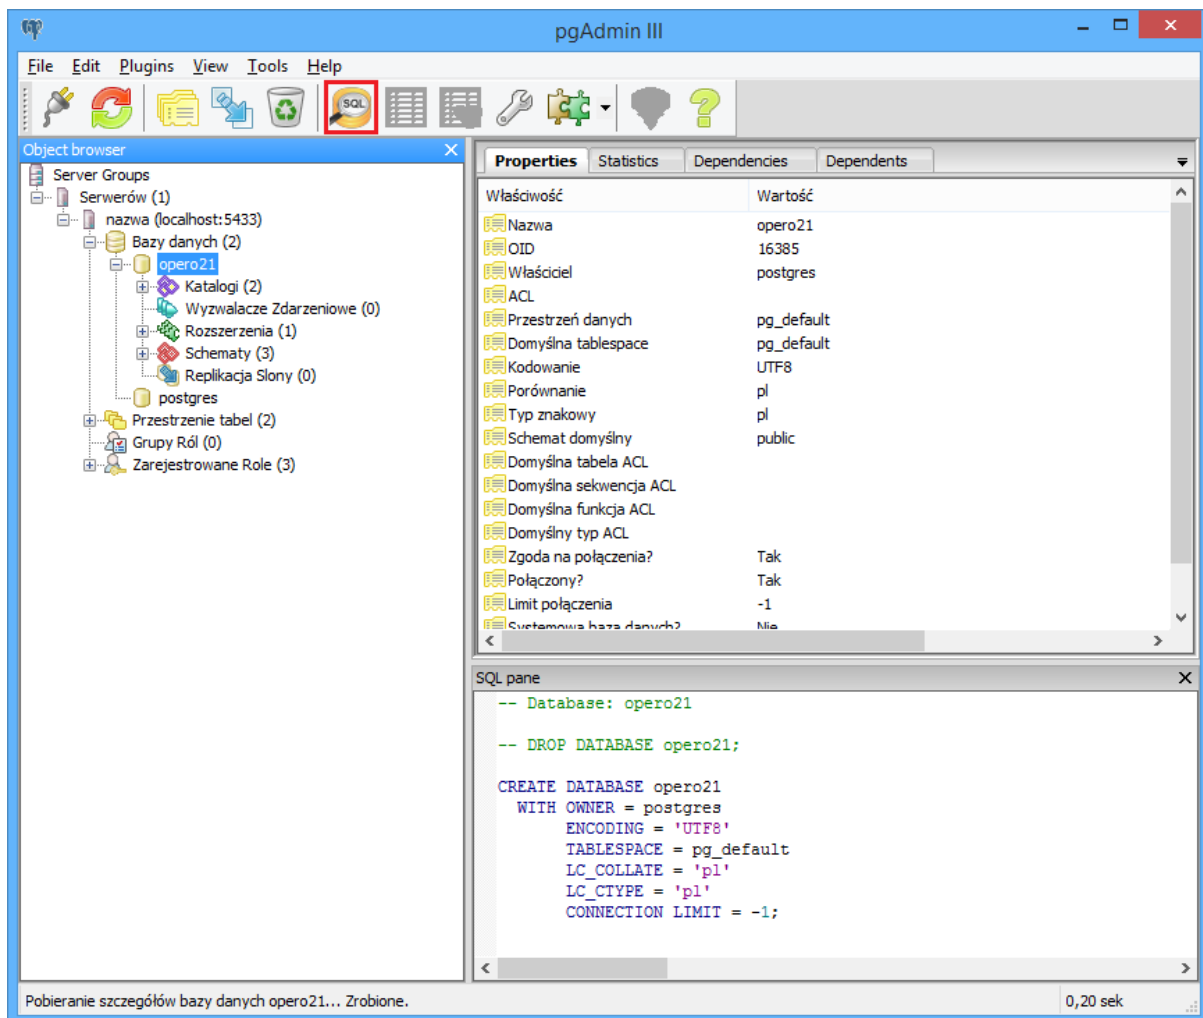 pgAdmin III
File Edit Plugins View Tools Help
SQL
Object browser
Server Groups
Serwerów (1)
nazwa (localhost:5433)
Bazy danych (2)
opero21
Katalogi (2)
Wyzwalacze Zdarzeniowe (0)
Rozszerzenia (1)
Schematy (3)
Replikacja Slony (0)
postgres
Przestrzenie tabel (2)
Grupy Ról (0)
Zarejestrowane Role (3)
Properties Statistics Dependencies Dependents
Właściwość Wartość
Nazwa opero21
OID 16385
Właściciel postgres
ACL
Przestrzeń danych pg_default
Domyślna tablespace pg_default
Kodowanie UTF8
Porównanie pl
Typ znakowy pl
Schemat domyślny public
Domyślna tabela ACL
Domyślna sekwencja ACL
Domyślna funkcja ACL
Domyślny typ ACL
Zgoda na połączenia? Tak
Połączony? Tak
Limit połączenia -1
Systemowa baza danych? Nie
SQL pane
-- Database: opero21
-- DROP DATABASE opero21;
CREATE DATABASE opero21
WITH OWNER = postgres
ENCODING = 'UTF8'
TABLESPACE = pg_default
LC_COLLATE = 'pl'
LC_CTYPE = 'pl'
CONNECTION LIMIT = -1;
Pobieranie szczegółów bazy danych opero21... Zrobione. 0,20 sek